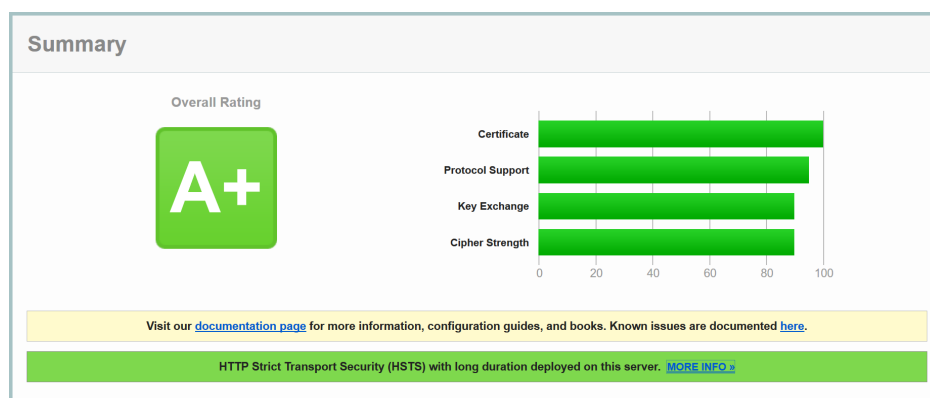 Summary
Overall Rating
A+
Certificate
Protocol Support
Key Exchange
Cipher Strength
0 20 40 60 80 100
Visit our documentation page for more information, configuration guides, and books. Known issues are documented here.
HTTP Strict Transport Security (HSTS) with long duration deployed on this server. MORE INFO »